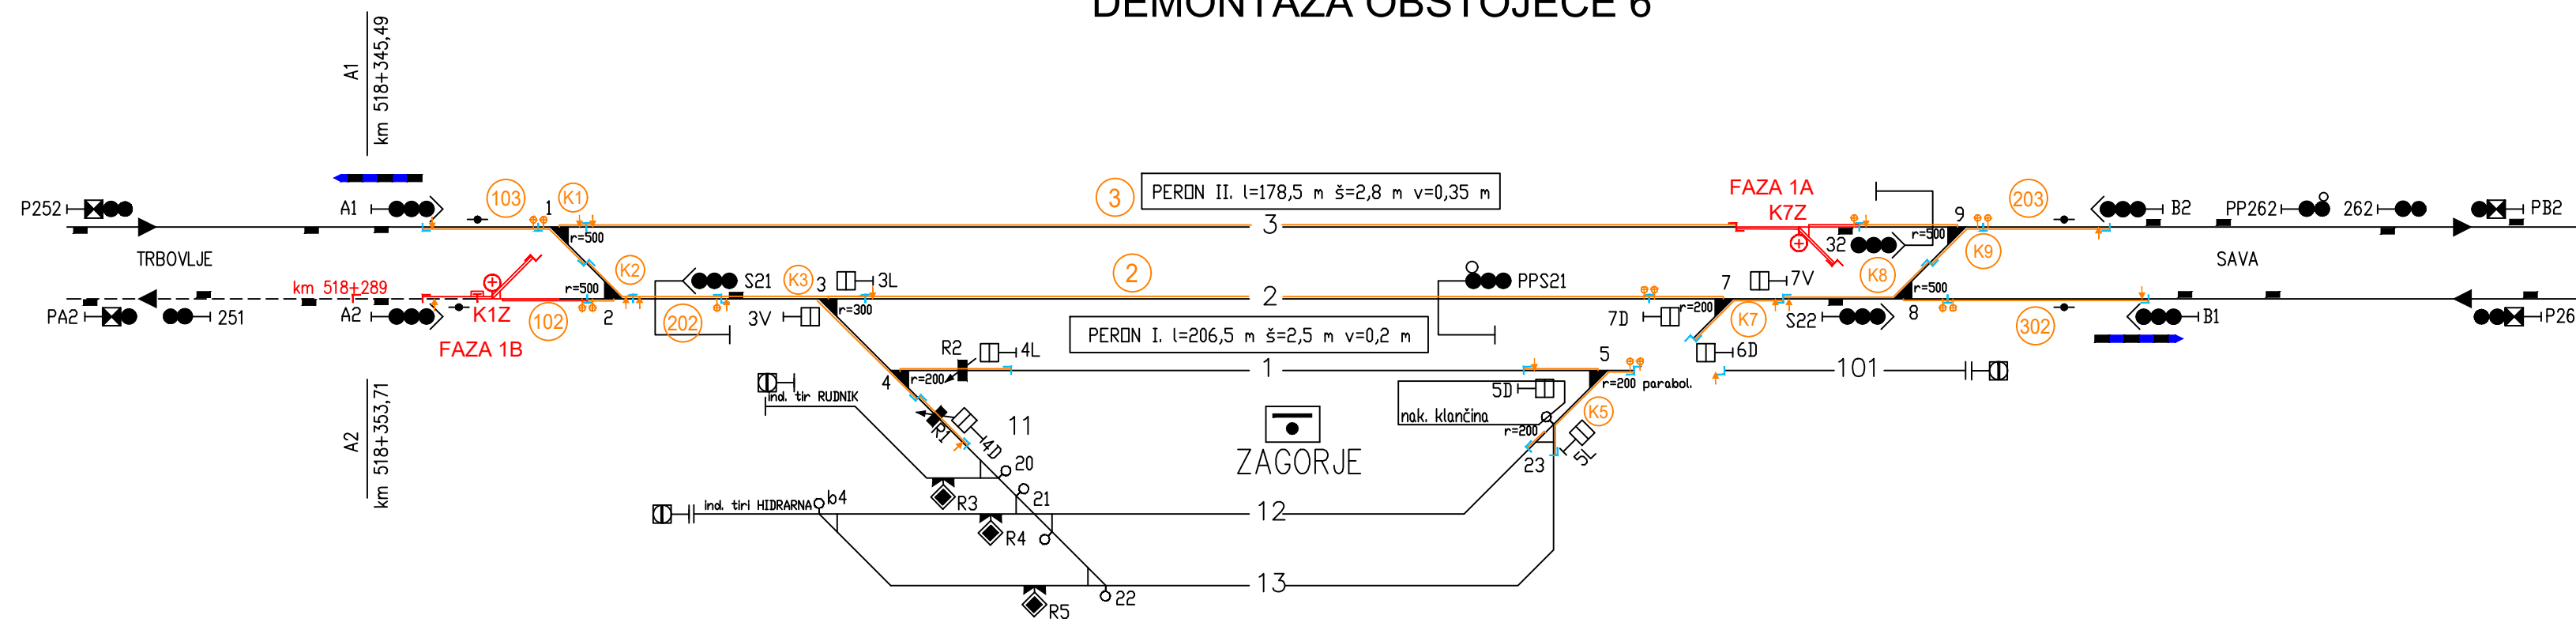 DEMONTAŽA OBSTOJEČE 6
A1
km 518+345,49
P252
A1
103
1
K1
3
PERON II. l=178,5 m š=2,8 m v=0,35 m
FAZA 1A
K7Z
32
9
203
B2
PP262
262
PB2
r=500
3
r=500
K9
TRBOVLJE
SAVA
km 518+289
K2
S21
K3
3
3L
2
PPS21
7
7V
K8
r=500
r=500
2
r=200
PA2
251
A2
K1Z
102
2
202
3V
r=300
7D
K7
S22
8
302
B1
P26
FAZA 1B
PERON I. l=206,5 m š=2,5 m v=0,2 m
R2
4L
5
6D
4
r=200
1
r=200 parabol.
101
A2
km 518+353,71
ind. tir RUDNIK
5D
nak. klančina
K5
R1
4D
11
r=200
5L
ZAGORJE
20
23
R3
21
b4
ind. tiri HIDRARNA
12
R4
13
22
R5